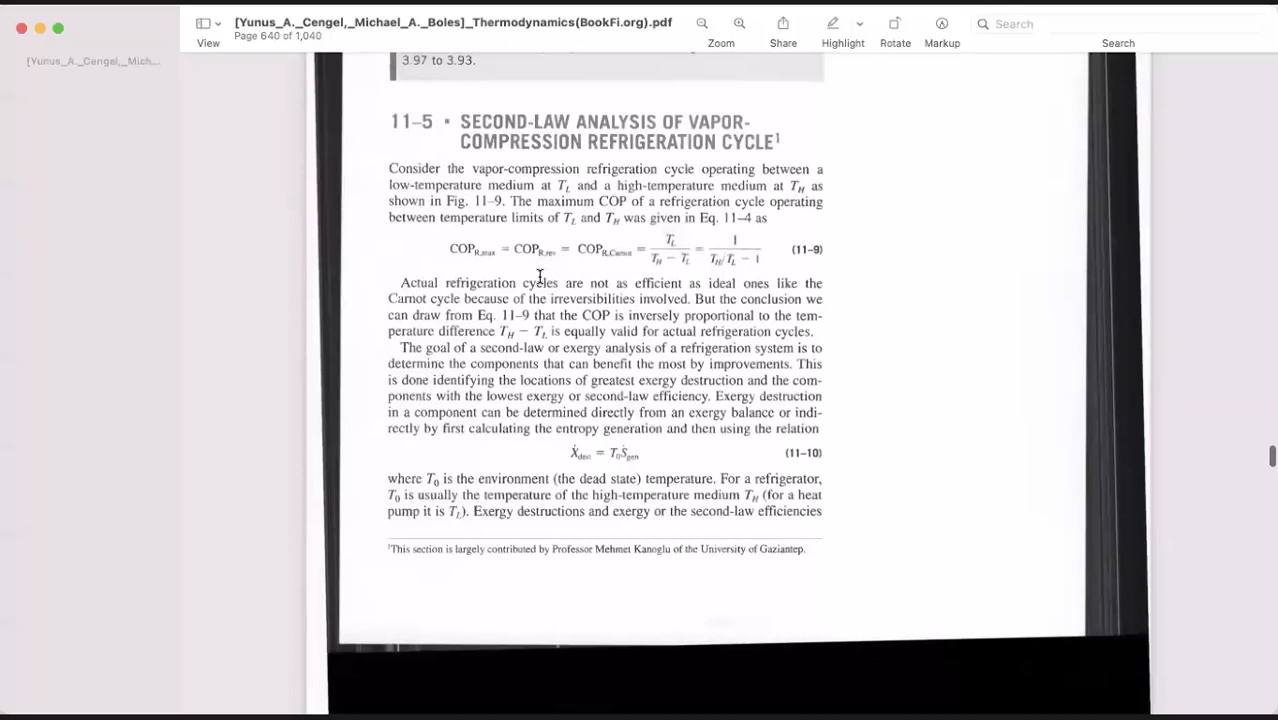 [Yunus_A._Cengel,_Michael_A._Boles]_Thermodynamics(BookFi.org).pdf
Page 640 of 1,040
View
Zoom
Share
Highlight
Rotate
Markup
Search
Search
[Yunus_A._Cengel,_Mich...
3.97 to 3.93.
11–5 ▪ SECOND-LAW ANALYSIS OF VAPOR-
COMPRESSION REFRIGERATION CYCLE¹
Consider the vapor-compression refrigeration cycle operating between a
low-temperature medium at T_L and a high-temperature medium at T_H as
shown in Fig. 11–9. The maximum COP of a refrigeration cycle operating
between temperature limits of T_L and T_H was given in Eq. 11–4 as
COP_R,max = COP_R,rev = COP_R,Carnot = T_L / (T_H − T_L) = 1 / (T_H/T_L − 1) (11–9)
Actual refrigeration cycles are not as efficient as ideal ones like the
Carnot cycle because of the irreversibilities involved. But the conclusion we
can draw from Eq. 11–9 that the COP is inversely proportional to the tem-
perature difference T_H − T_L is equally valid for actual refrigeration cycles.
The goal of a second-law or exergy analysis of a refrigeration system is to
determine the components that can benefit the most by improvements. This
is done identifying the locations of greatest exergy destruction and the com-
ponents with the lowest exergy or second-law efficiency. Exergy destruction
in a component can be determined directly from an exergy balance or indi-
rectly by first calculating the entropy generation and then using the relation
Ẋ_dest = T_0Ṡ_gen (11–10)
where T_0 is the environment (the dead state) temperature. For a refrigerator,
T_0 is usually the temperature of the high-temperature medium T_H (for a heat
pump it is T_L). Exergy destructions and exergy or the second-law efficiencies
¹This section is largely contributed by Professor Mehmet Kanoglu of the University of Gaziantep.